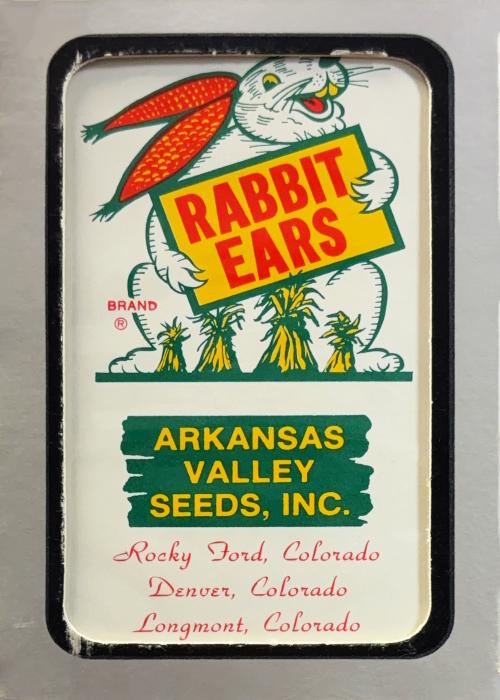 RABBIT
EARS
BRAND
®
ARKANSAS
VALLEY
SEEDS, INC.
Rocky Ford, Colorado
Denver, Colorado
Longmont, Colorado